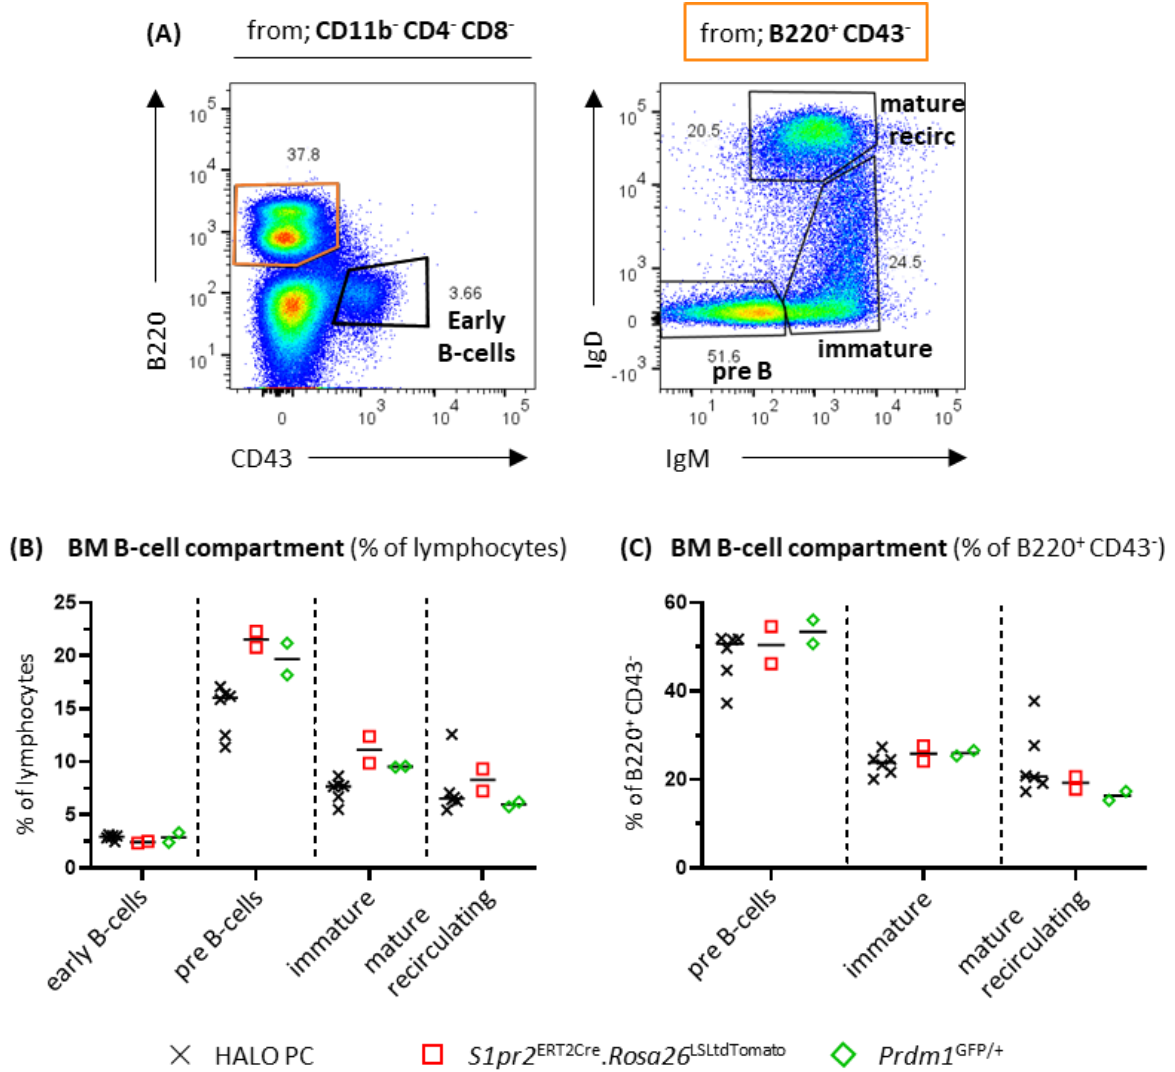 (A)
from; CD11b⁻ CD4⁻ CD8⁻
from; B220⁺ CD43⁻
10⁵
10⁴
10³
10²
10¹
37.8
3.66
Early
B-cells
B220
0
10³
10⁴
10⁵
CD43
10⁵
10⁴
10³
0
-10³
20.5
mature
recirc
24.5
immature
51.6
pre B
IgD
10¹
10²
10³
10⁴
10⁵
IgM
(B) BM B-cell compartment (% of lymphocytes)
25
20
15
10
5
0
% of lymphocytes
early B-cells
pre B-cells
immature
mature
recirculating
(C) BM B-cell compartment (% of B220⁺ CD43⁻)
60
40
20
0
% of B220⁺ CD43⁻
pre B-cells
immature
mature
recirculating
HALO PC
S1pr2ᴱᴿᵀ²ᶜʳᵉ.Rosa26ᴸˢᴸᵗᵈᵀᵒᵐᵃᵗᵒ
Prdm1ᴳᶠᴾ/⁺